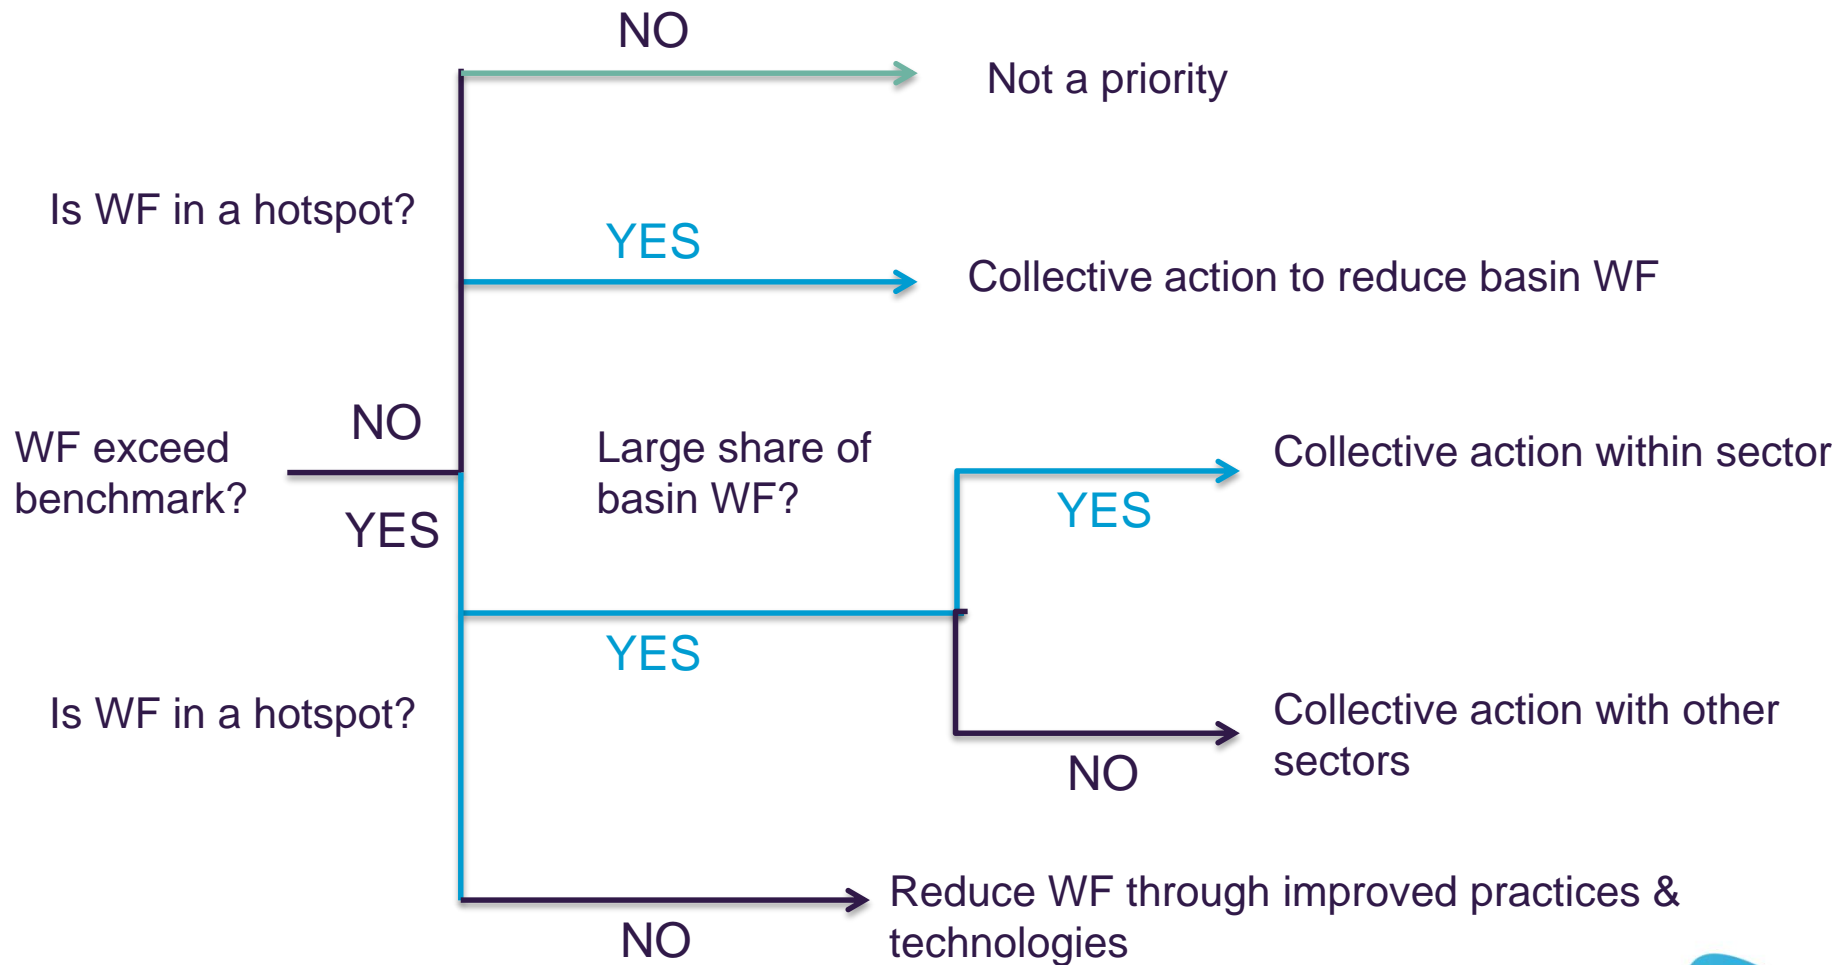 NO
Not a priority
Is WF in a hotspot?
YES
Collective action to reduce basin WF
WF exceed
benchmark?
NO
YES
Large share of
basin WF?
YES
Collective action within sector
YES
Is WF in a hotspot?
NO
Collective action with other
sectors
NO
Reduce WF through improved practices &
technologies